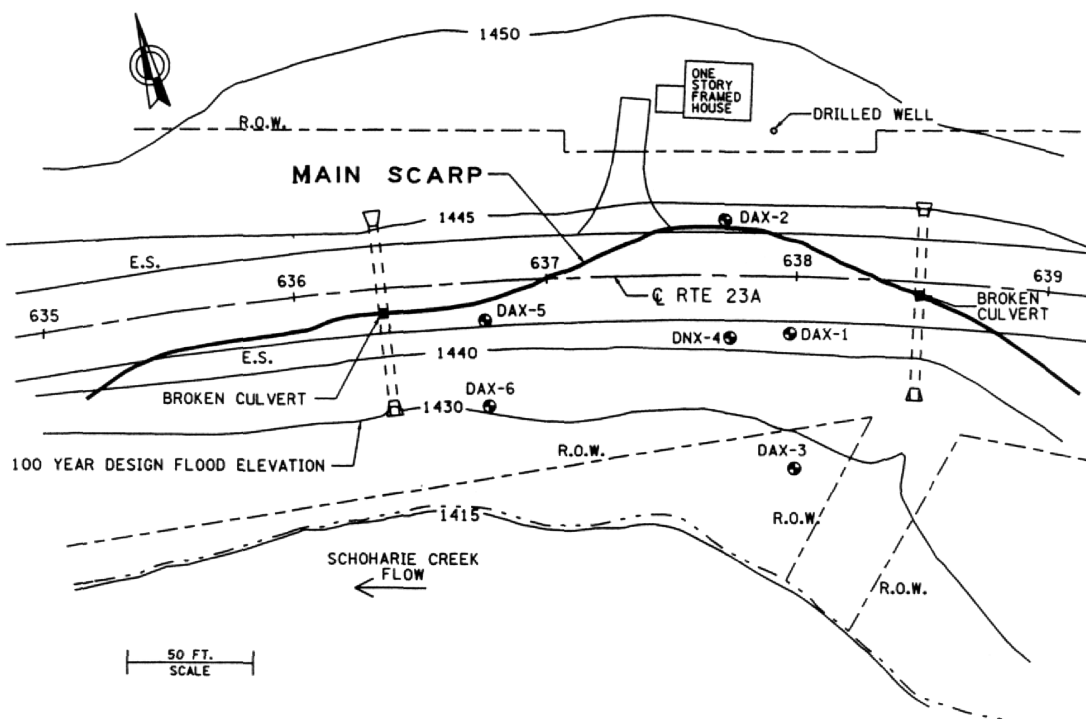 1450
ONE
STORY
FRAMED
HOUSE
R.O.W.
DRILLED WELL
MAIN SCARP
1445
DAX-2
E.S.
637
638
636
639
635
℄ RTE 23A
BROKEN
CULVERT
DAX-5
DNX-4
DAX-1
E.S.
1440
BROKEN CULVERT
DAX-6
1430
100 YEAR DESIGN FLOOD ELEVATION
R.O.W.
DAX-3
1415
R.O.W.
SCHOHARIE CREEK
FLOW
R.O.W.
50 FT.
SCALE